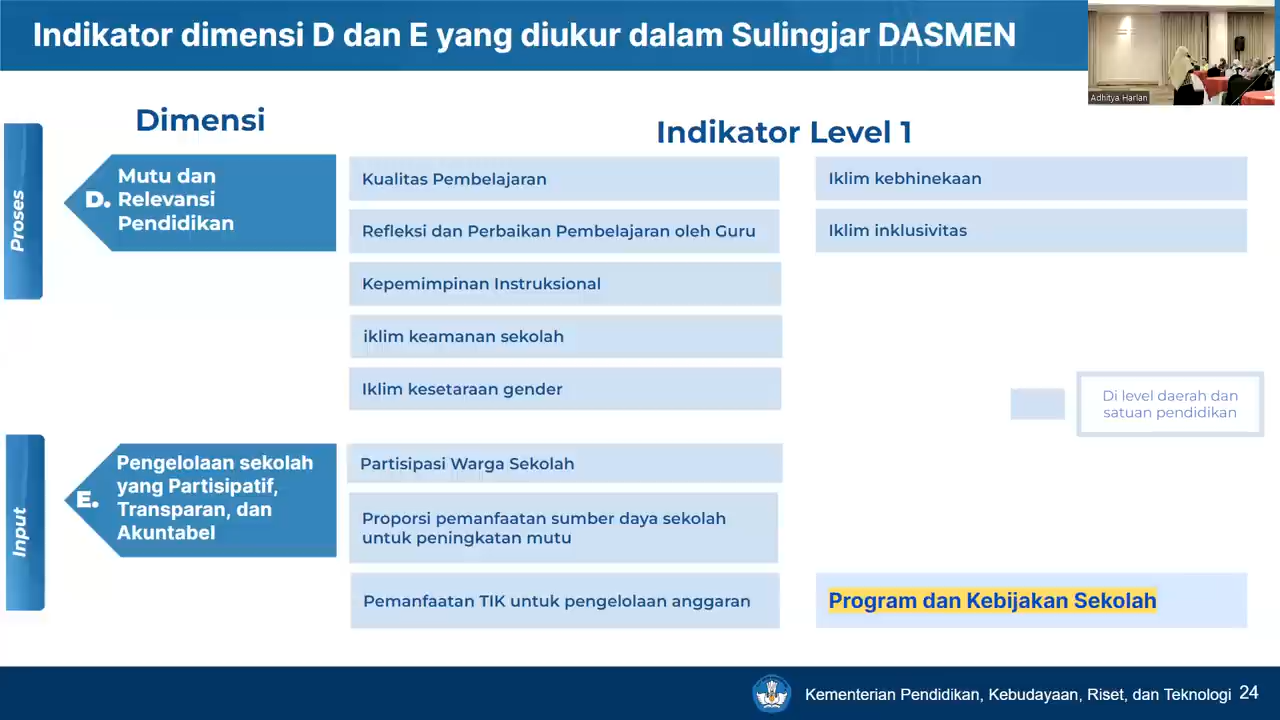 Indikator dimensi D dan E yang diukur dalam Sulingjar DASMEN
Adhitya Harlan
Dimensi
Indikator Level 1
Proses
D.
Mutu dan
Relevansi
Pendidikan
Kualitas Pembelajaran
Refleksi dan Perbaikan Pembelajaran oleh Guru
Kepemimpinan Instruksional
iklim keamanan sekolah
Iklim kesetaraan gender
Iklim kebhinekaan
Iklim inklusivitas
Di level daerah dan
satuan pendidikan
Input
E.
Pengelolaan sekolah
yang Partisipatif,
Transparan, dan
Akuntabel
Partisipasi Warga Sekolah
Proporsi pemanfaatan sumber daya sekolah
untuk peningkatan mutu
Pemanfaatan TIK untuk pengelolaan anggaran
Program dan Kebijakan Sekolah
Kementerian Pendidikan, Kebudayaan, Riset, dan Teknologi 24